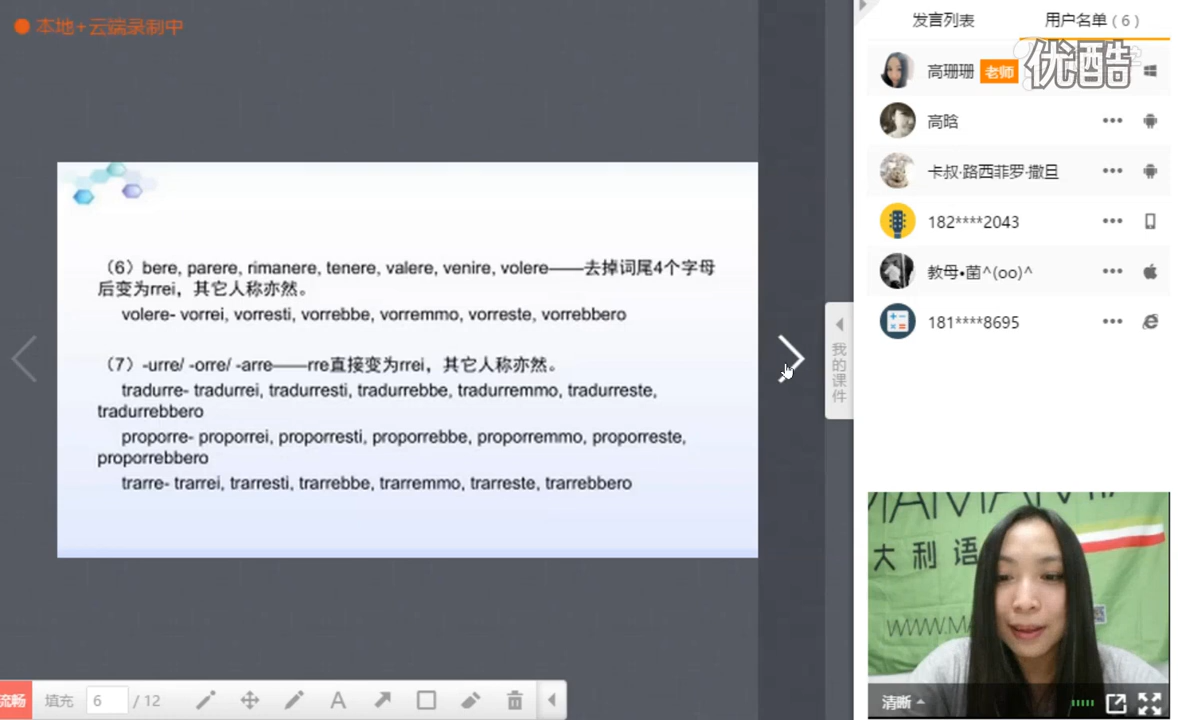 本地+云端录制中
(6) bere, parere, rimanere, tenere, valere, venire, volere——去掉词尾4个字母
后变为rrei，其它人称亦然。
volere- vorrei, vorresti, vorrebbe, vorremmo, vorreste, vorrebbero
(7) -urre/ -orre/ -arre——rre直接变为rrei，其它人称亦然。
tradurre- tradurrei, tradurresti, tradurrebbe, tradurremmo, tradurreste,
tradurrebbero
proporre- proporrei, proporresti, proporrebbe, proporremmo, proporreste,
proporrebbero
trarre- trarrei, trarresti, trarrebbe, trarremmo, trarreste, trarrebbero
我的课件
流畅
填充
6 / 12
A
发言列表
用户名单 ( 6 )
高珊珊 老师
优酷
高晗
卡叔·路西菲罗·撒旦
182****2043
教母•菌^(oo)^
181****8695
大利语
WWW.MA
清晰